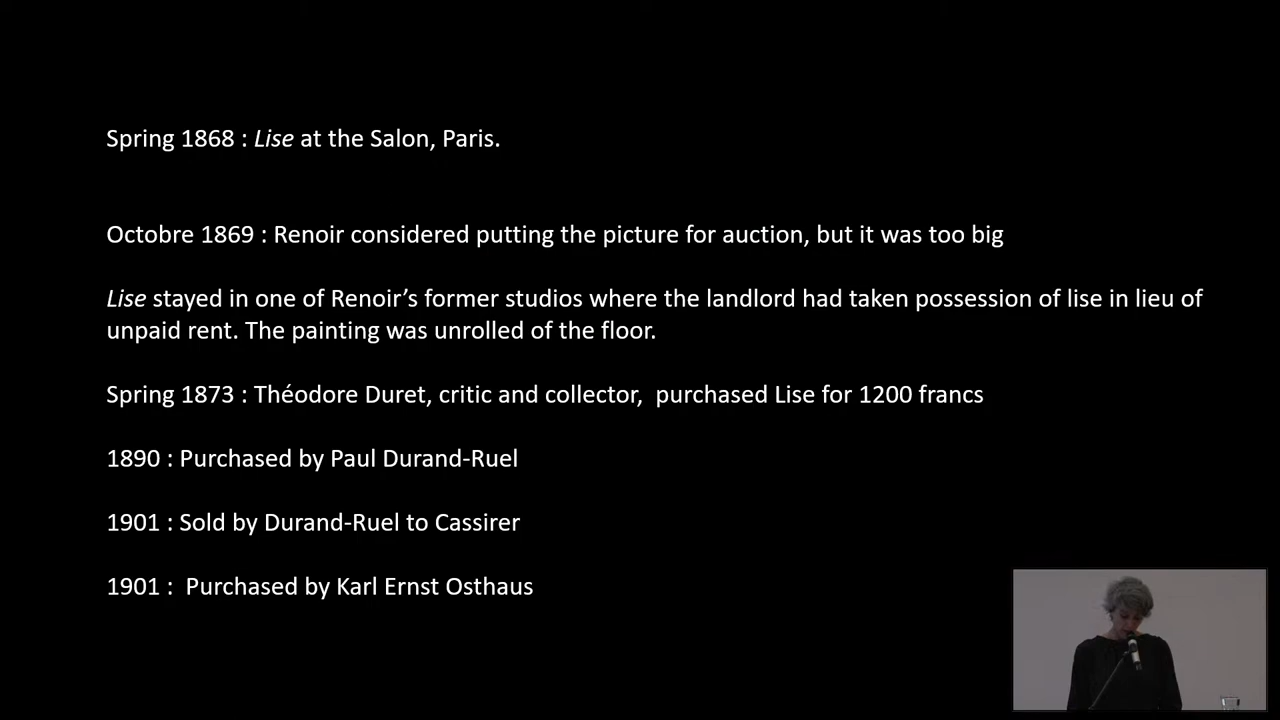 Spring 1868 : Lise at the Salon, Paris.
Octobre 1869 : Renoir considered putting the picture for auction, but it was too big
Lise stayed in one of Renoir’s former studios where the landlord had taken possession of lise in lieu of
unpaid rent. The painting was unrolled of the floor.
Spring 1873 : Théodore Duret, critic and collector,  purchased Lise for 1200 francs
1890 : Purchased by Paul Durand-Ruel
1901 : Sold by Durand-Ruel to Cassirer
1901 :  Purchased by Karl Ernst Osthaus